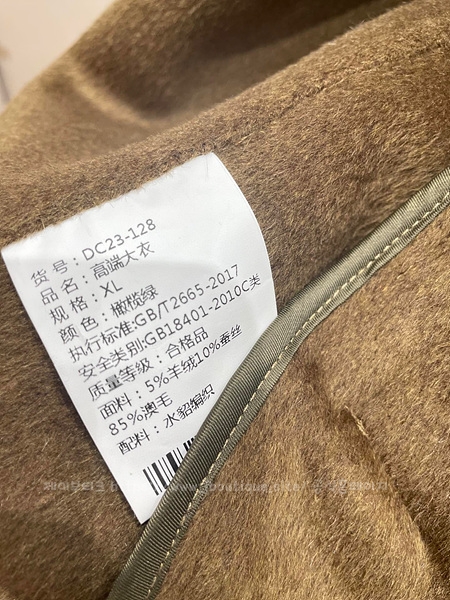 货 号 : DC23-128
品 名 : 高端大衣
规 格 : XL
颜 色 : 橄榄绿
执行标准:GB/T2665-2017
安全类别:GB18401-2010C类
质量等级 : 合格品
面料 : 5%羊绒10%蚕丝
85%澳毛
配料 : 水貂编织